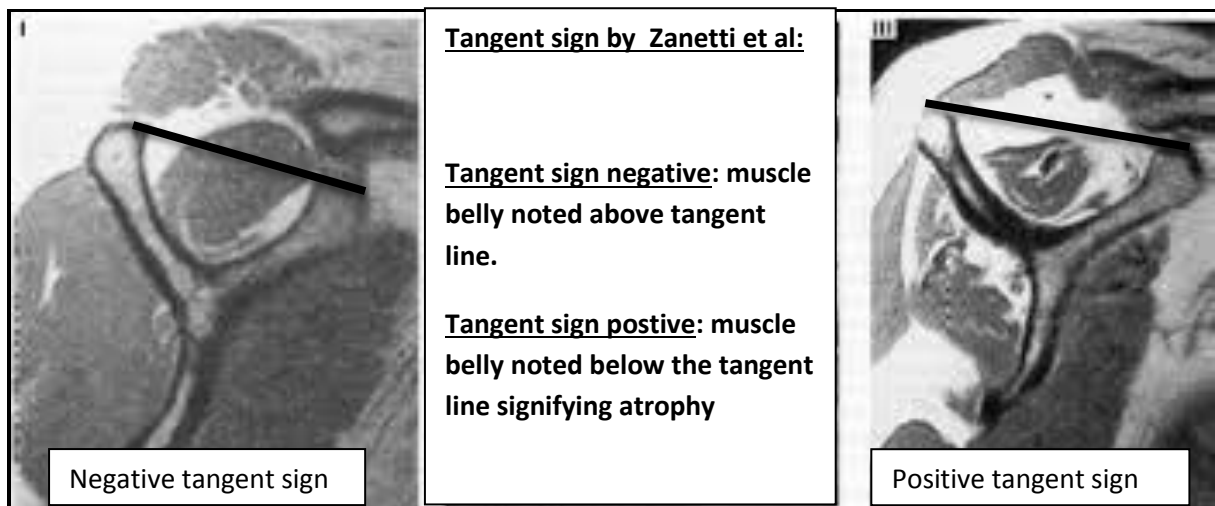 I
Tangent sign by Zanetti et al:
Tangent sign negative: muscle
belly noted above tangent
line.
Tangent sign postive: muscle
belly noted below the tangent
line signifying atrophy
Negative tangent sign
III
Positive tangent sign